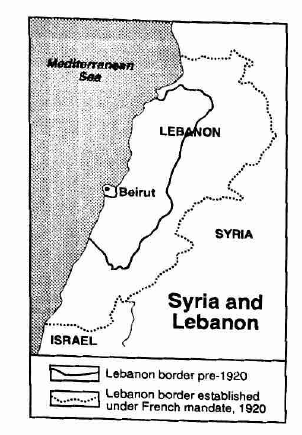 Mediterranean
Sea
LEBANON
Beirut
SYRIA
Syria and
Lebanon
ISRAEL
Lebanon border pre-1920
Lebanon border established
under French mandate, 1920